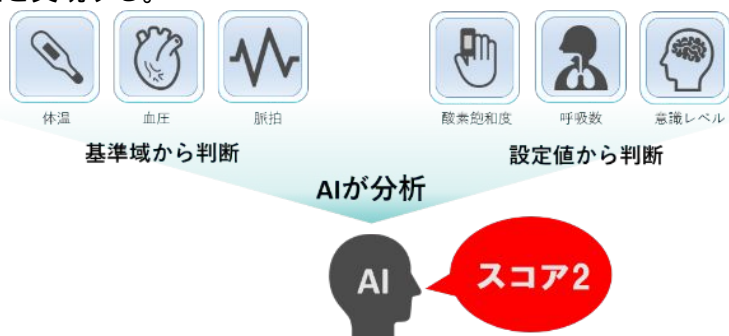 体温
血圧
脈拍
酸素飽和度
呼吸数
意識レベル
基準域から判断
設定値から判断
AIが分析
AI
スコア2